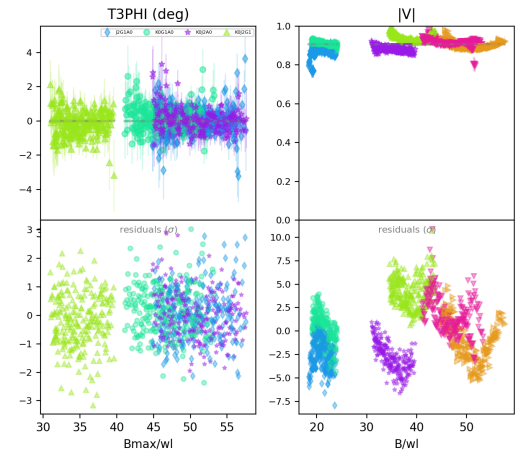 T3PHI (deg)
|V|
J2G1A0 K0G1A0 K0J2A0 K0J2G1
4
2
0
−2
−4
1.0
0.8
0.6
0.4
0.2
0.0
residuals (σ)
residuals (σ)
3
2
1
0
−1
−2
−3
10.0
7.5
5.0
2.5
0.0
−2.5
−5.0
−7.5
30 35 40 45 50 55
20 30 40 50
Bmax/wl
B/wl